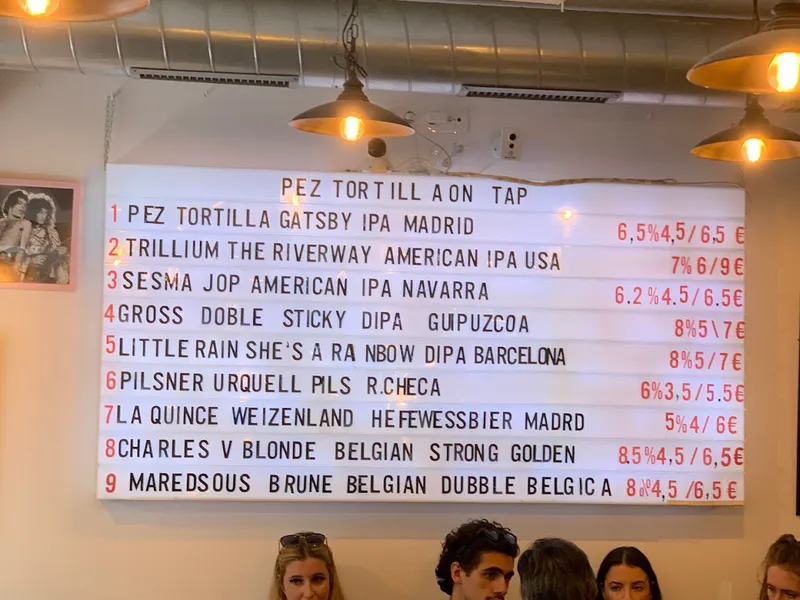 PEZ TORTILLA ON TAP
1 PEZ TORTILLA GATSBY IPA MADRID 6,5% 4,5/6,5 €
2 TRILLIUM THE RIVERWAY AMERICAN IPA USA 7% 6/9€
3 SESMA JOP AMERICAN IPA NAVARRA 6.2% 4.5/6.5€
4 GROSS DOBLE STICKY DIPA GUIPUZCOA 8% 5\7€
5 LITTLE RAIN SHE'S A RA NBOW DIPA BARCELONA 8% 5/7€
6 PILSNER URQUELL PILS R.CHECA 6% 3,5/5.5€
7 LA QUINCE WEIZENLAND HEFEWESSBIER MADRD 5% 4/6€
8 CHARLES V BLONDE BELGIAN STRONG GOLDEN 8.5% 4,5/6,5€
9 MAREDSOUS BRUNE BELGIAN DUBBLE BELGICA 8% 4,5/6,5€